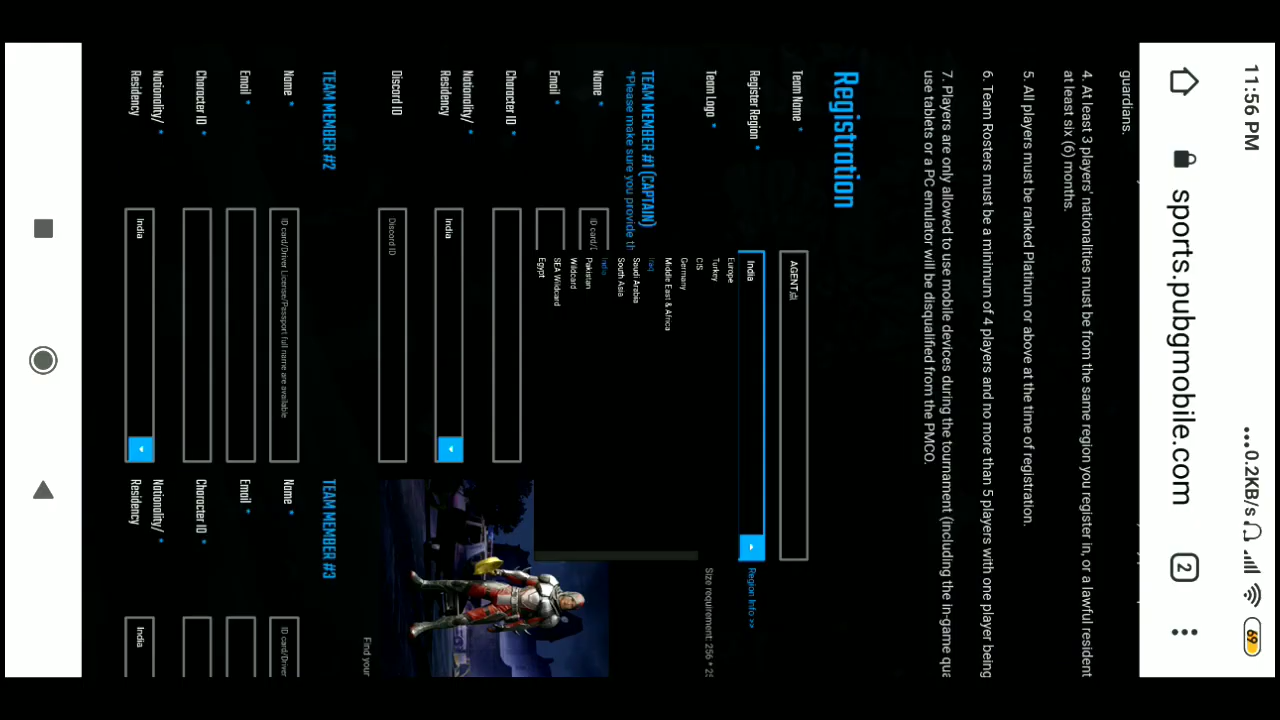 11:56 PM
...0.2KB/s
69
sports.pubgmobile.com
2
guardians.
4. At least 3 players' nationalities must be from the same region you register in, or a lawful resident
at least six (6) months.
5. All players must be ranked Platinum or above at the time of registration.
6. Team Rosters must be a minimum of 4 players and no more than 5 players with one player being
7. Players are only allowed to use mobile devices during the tournament (including the in-game qua
use tablets or a PC emulator will be disqualified from the PMCO.
Registration
Team Name *
AGENT
Register Region *
India
Region Info >>
Europe
Turkey
CIS
Germany
Middle East & Africa
Iraq
Saudi Arabia
South Asia
India
Pakistan
Wildcard
SEA Wildcard
Egypt
Team Logo *
Size requirement: 256 * 2
TEAM MEMBER #1 (CAPTAIN)
*Please make sure you provide th
Name *
ID card/D
Email *
Character ID *
Nationality/ *
Residency
India
Discord ID
Discord ID
Find your
TEAM MEMBER #2
Name *
ID card/Driver License/Passport full name are available
Email *
Character ID *
Nationality/ *
Residency
India
TEAM MEMBER #3
Name *
ID card/Driver
Email *
Character ID *
Nationality/ *
Residency
India